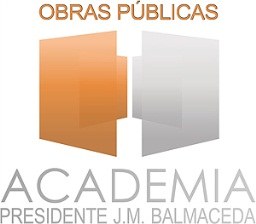 OBRAS PÚBLICAS
ACADEMIA
PRESIDENTE J.M. BALMACEDA